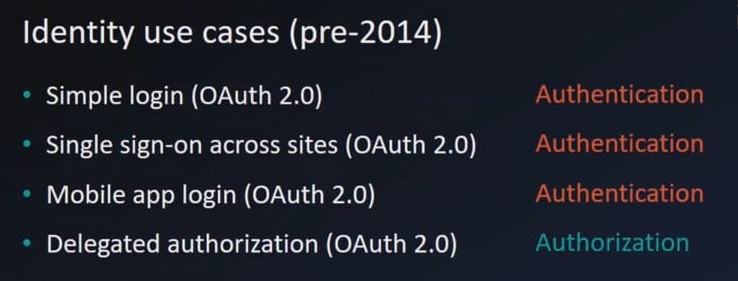 Identity use cases (pre-2014)
• Simple login (OAuth 2.0) Authentication
• Single sign-on across sites (OAuth 2.0) Authentication
• Mobile app login (OAuth 2.0) Authentication
• Delegated authorization (OAuth 2.0) Authorization